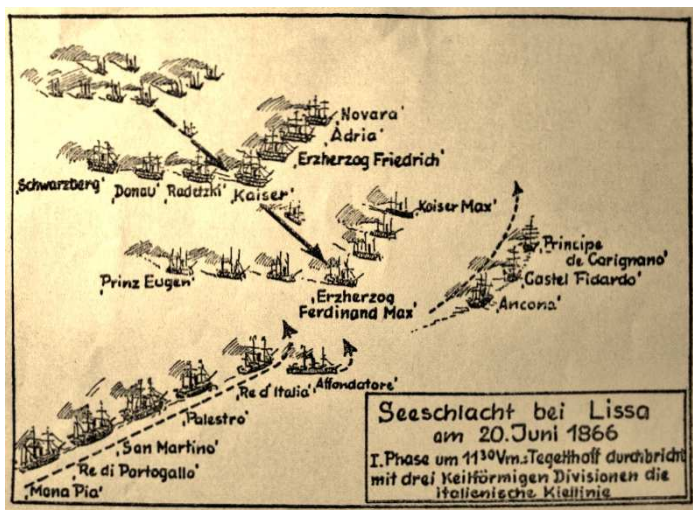 ‚Novara'
‚Adria'
‚Erzherzog Friedrich'
‚Schwarzberg' ‚Donau' ‚Radetzki' ‚Kaiser'
‚Kaiser Max'
‚Principe
de Carignano'
‚Castel Fidardo'
‚Ancona'
‚Prinz Eugen'
‚Erzherzog
Ferdinand Max'
‚Re d'Italia' ‚Affondatore'
‚Palestro'
‚San Martino'
‚Re di Portogallo'
‚Mona Pia'
Seeschlacht bei Lissa
am 20. Juni 1866
I. Phase um 11³⁰ Vm.: Tegetthoff durchbricht
mit drei Keilförmigen Divisionen die
Italienische Kiellinie